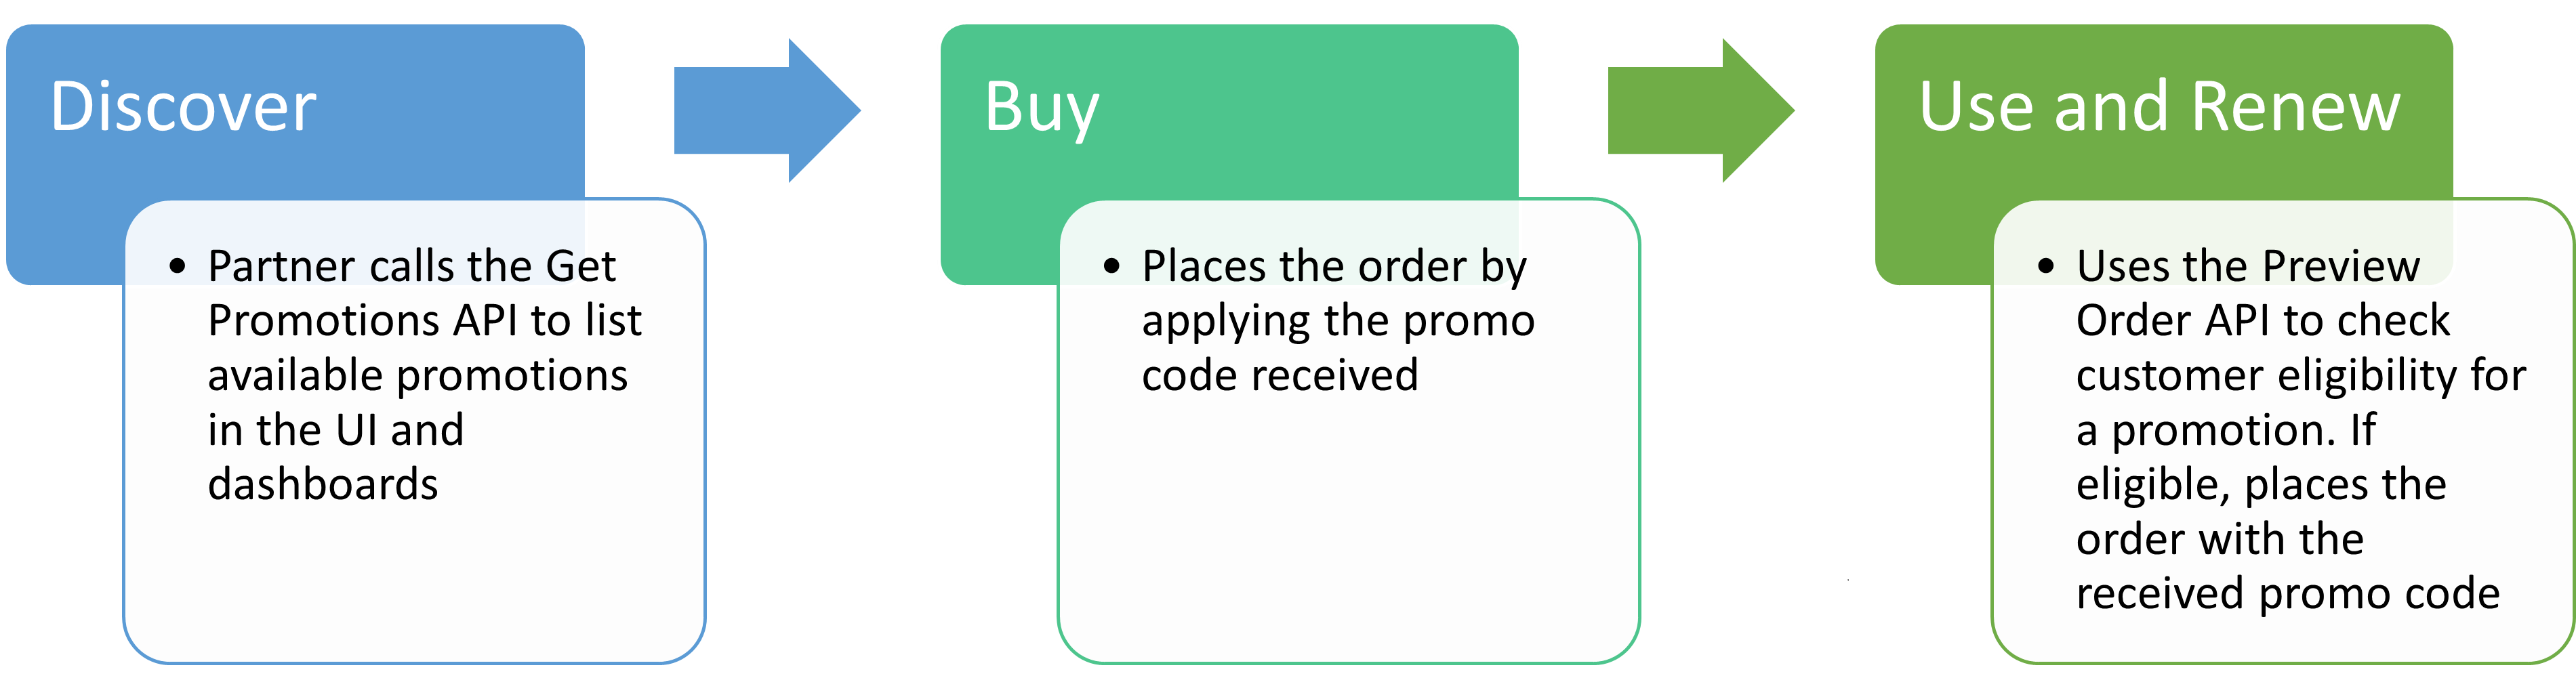 Discover
• Partner calls the Get
Promotions API to list
available promotions
in the UI and
dashboards
Buy
• Places the order by
applying the promo
code received
Use and Renew
• Uses the Preview
Order API to check
customer eligibility for
a promotion. If
eligible, places the
order with the
received promo code